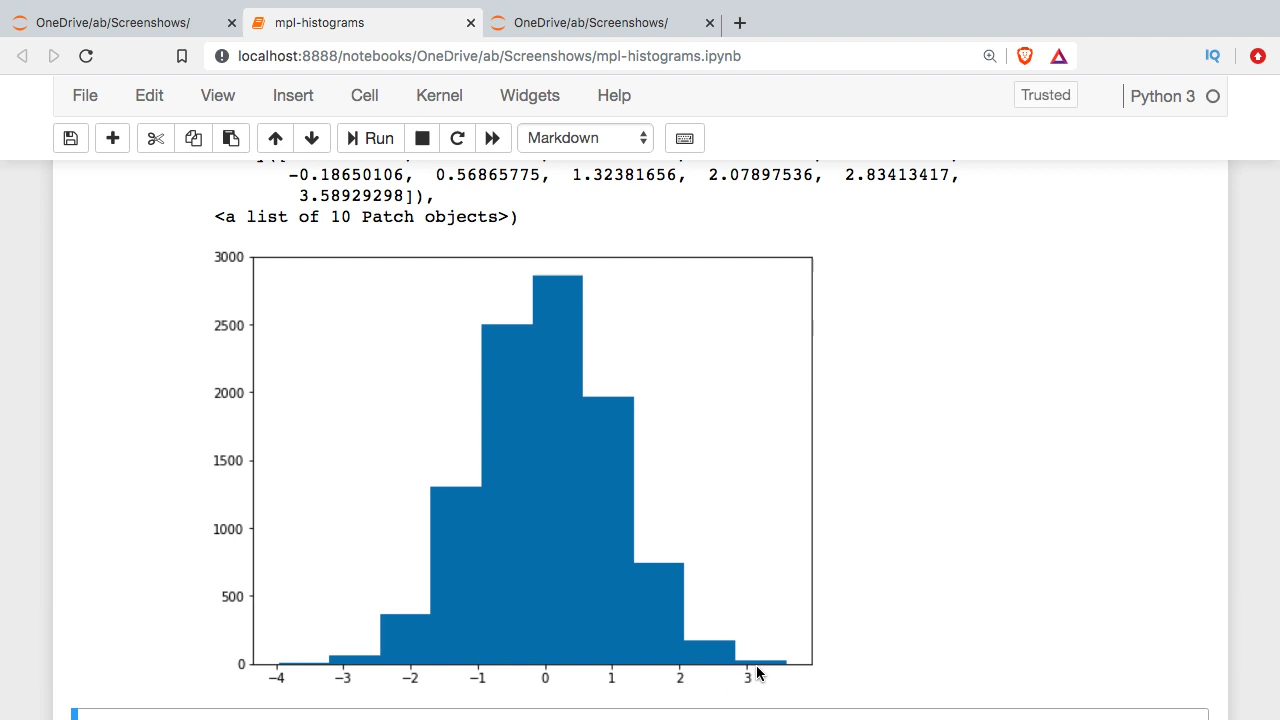 OneDrive/ab/Screenshows/
mpl-histograms
OneDrive/ab/Screenshows/
localhost:8888/notebooks/OneDrive/ab/Screenshows/mpl-histograms.ipynb
IQ
File Edit View Insert Cell Kernel Widgets Help
Trusted
Python 3
Run
Markdown
-0.18650106, 0.56865775, 1.32381656, 2.07897536, 2.83413417,
3.58929298]),
<a list of 10 Patch objects>)
3000
2500
2000
1500
1000
500
0
−4 −3 −2 −1 0 1 2 3